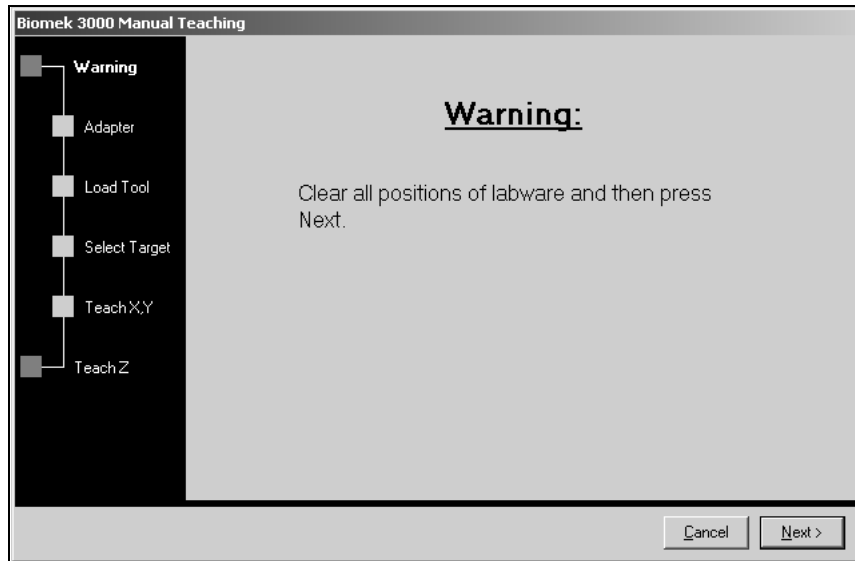 Biomek 3000 Manual Teaching
Warning
Adapter
Load Tool
Select Target
Teach X,Y
Teach Z
Warning:
Clear all positions of labware and then press
Next.
Cancel
Next >